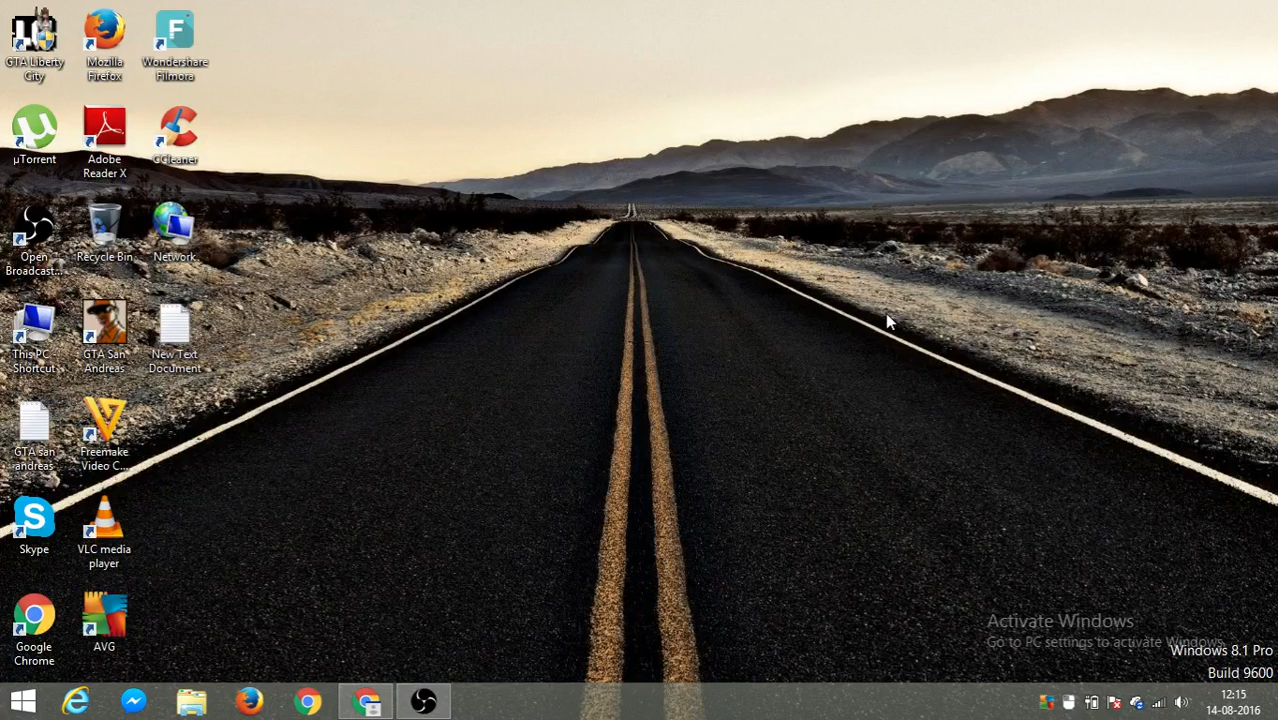 GTA Liberty
City
Mozilla
Firefox
Wondershare
Filmora
µTorrent
Adobe
Reader X
CCleaner
Open
Broadcast...
Recycle Bin
Network
This PC
Shortcut
GTA San
Andreas
New Text
Document
GTA san
andreas
Freemake
Video C...
Skype
VLC media
player
Google
Chrome
AVG
Activate Windows
Go to PC settings to activate Windows.
Windows 8.1 Pro
Build 9600
12:15
14-08-2016